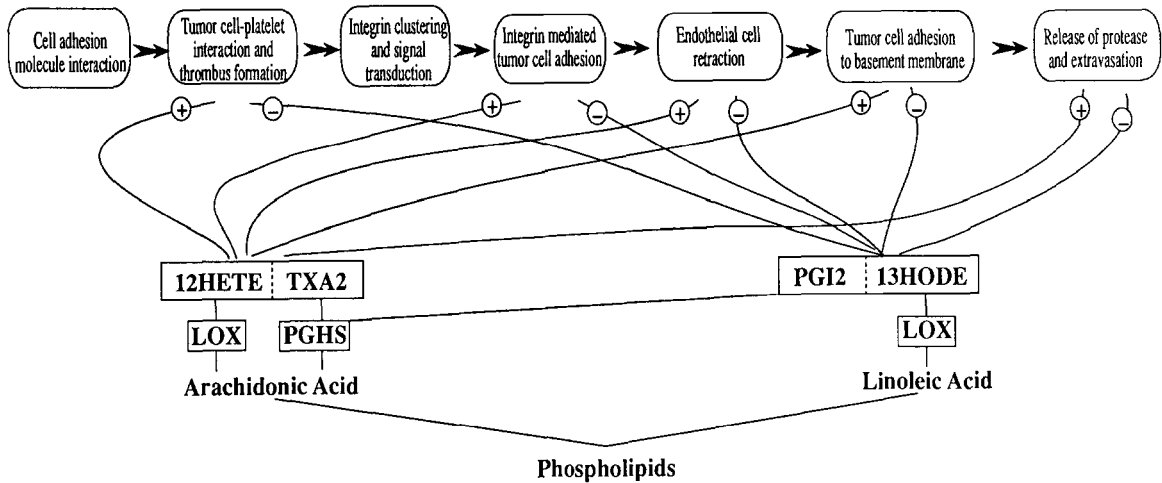 Cell adhesion
molecule interaction
Tumor cell-platelet
interaction and
thrombus formation
Integrin clustering
and signal
transduction
Integrin mediated
tumor cell adhesion
Endothelial cell
retraction
Tumor cell adhesion
to basement membrane
Release of protease
and extravasation
+ − + − + − + − + −
12HETE TXA2
PGI2 13HODE
LOX PGHS
LOX
Arachidonic Acid
Linoleic Acid
Phospholipids